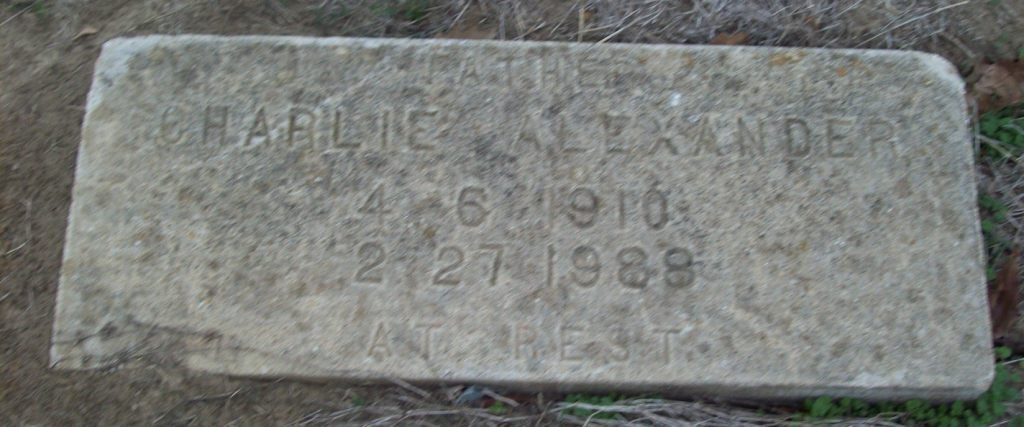 FATHER
CHARLIE ALEXANDER
4 6 1910
2 27 1988
AT REST